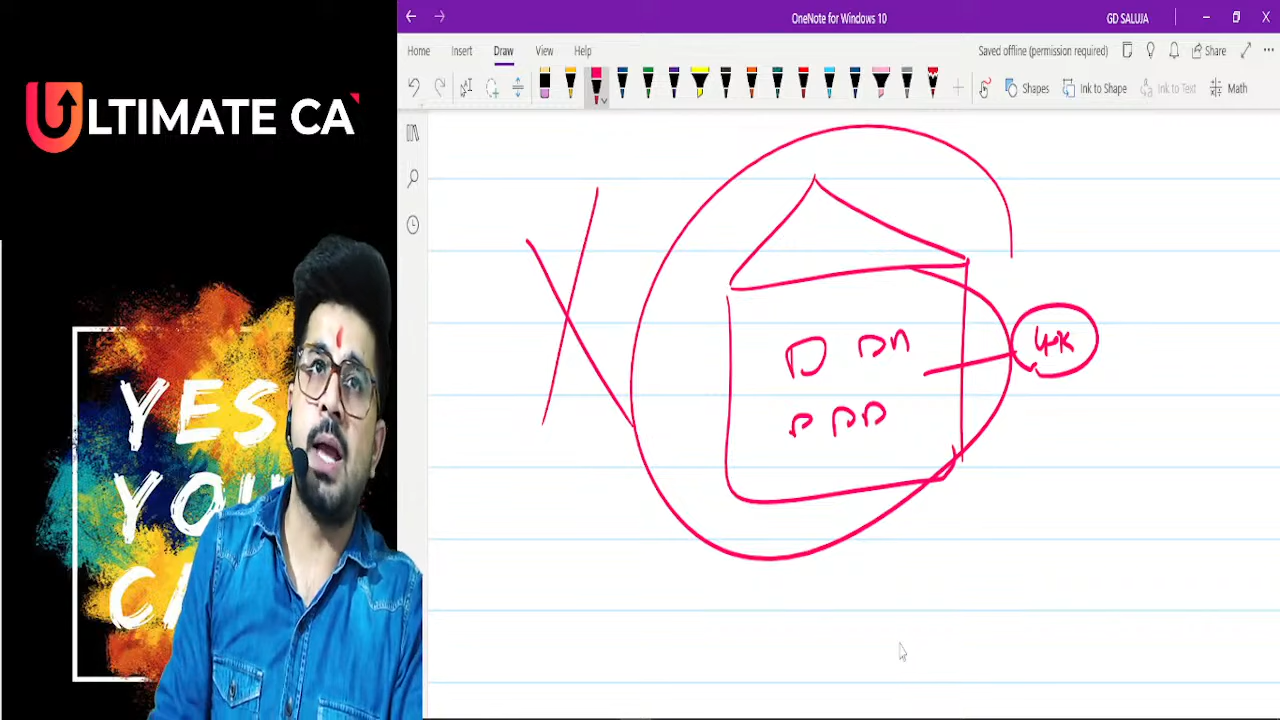 OneNote for Windows 10
GD SALUJA
Home
Insert
Draw
View
Help
Saved offline (permission required)
Share
Shapes
Ink to Shape
Ink to Text
Math
ULTIMATE CA
YES
YOU
CA
4K